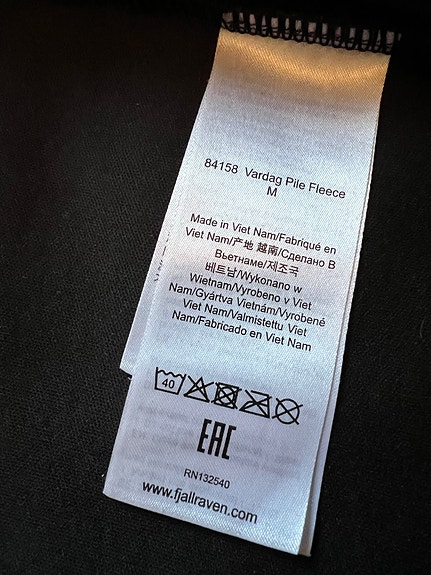 84158 Vardag Pile Fleece
M
Made in Viet Nam/Fabriqué en
Viet Nam/产地 越南/Сделано В
Вьетнаме/제조국
베트남/Wykonano w
Wietnam/Vyrobeno v Viet
Nam/Gyártva Vietnám/Vyrobené
Viet Nam/Valmistettu Viet
Nam/Fabricado en Viet Nam
40
EAC
RN132540
www.fjallraven.com